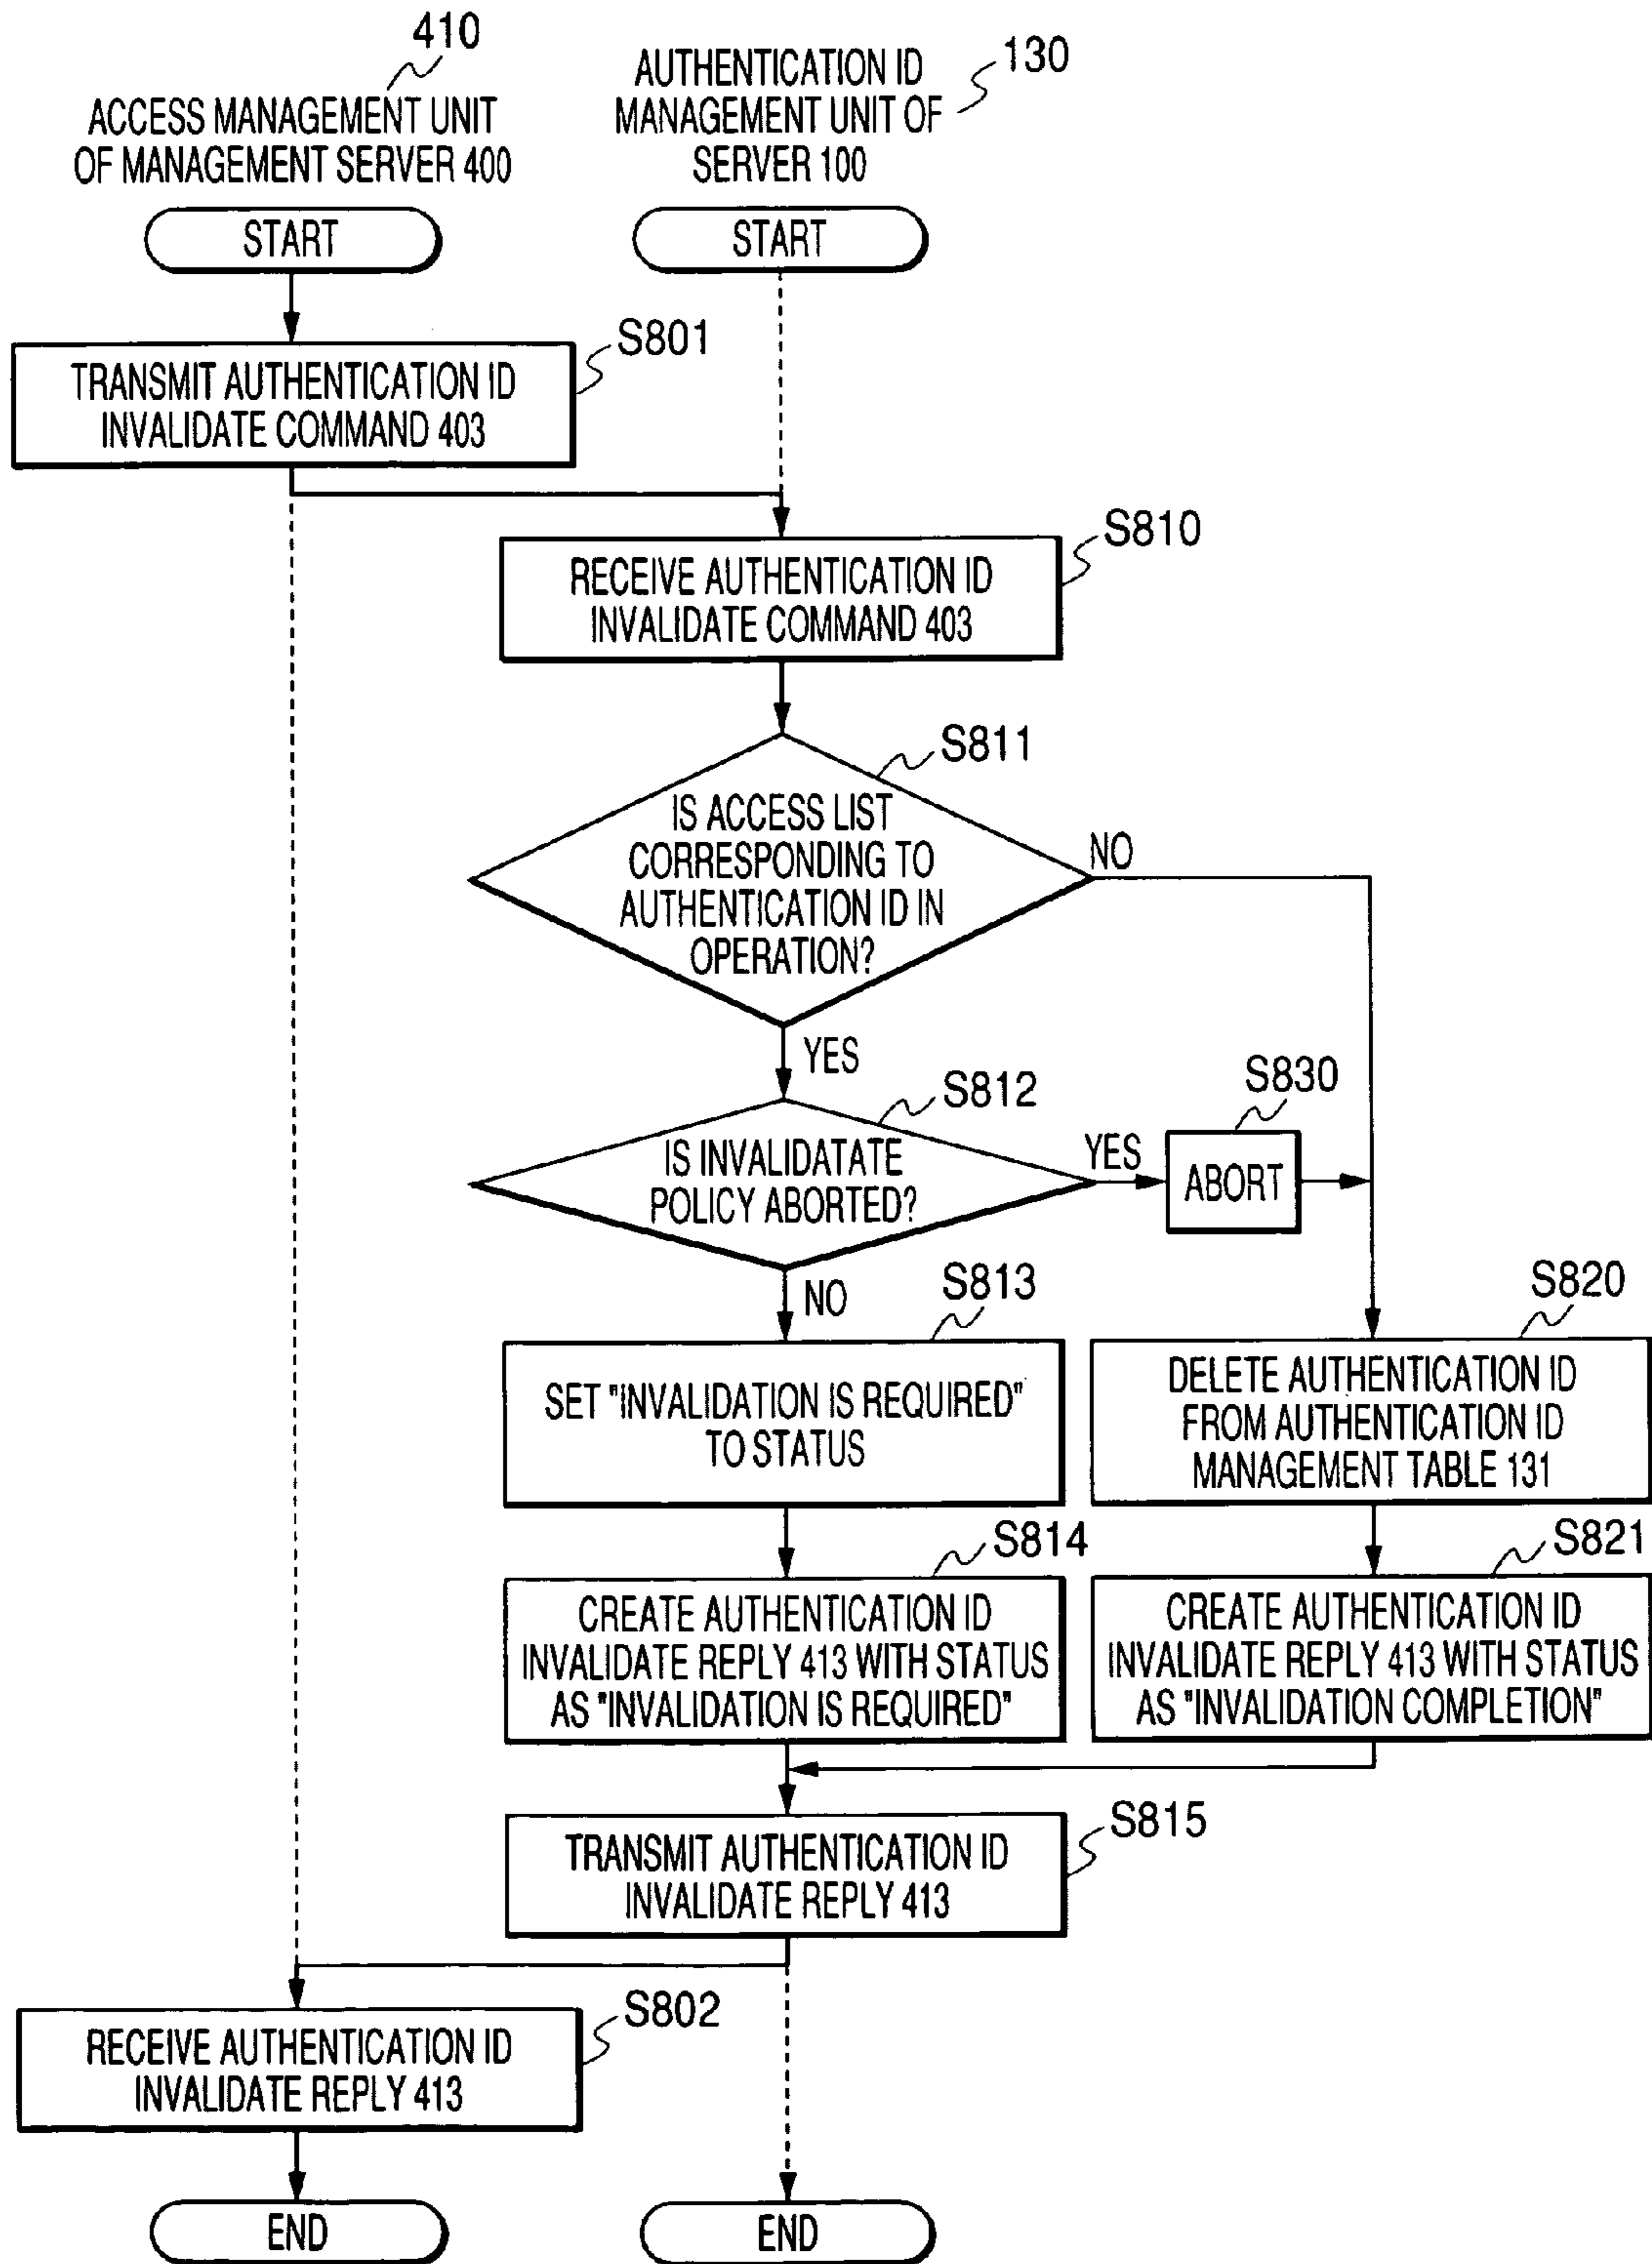 410
ACCESS MANAGEMENT UNIT
OF MANAGEMENT SERVER 400
AUTHENTICATION ID
MANAGEMENT UNIT OF
SERVER 100
130
START
START
S801
TRANSMIT AUTHENTICATION ID
INVALIDATE COMMAND 403
S810
RECEIVE AUTHENTICATION ID
INVALIDATE COMMAND 403
S811
IS ACCESS LIST
CORRESPONDING TO
AUTHENTICATION ID IN
OPERATION?
NO
YES
S812
IS INVALIDATATE
POLICY ABORTED?
YES
S830
ABORT
NO
S813
SET "INVALIDATION IS REQUIRED"
TO STATUS
S820
DELETE AUTHENTICATION ID
FROM AUTHENTICATION ID
MANAGEMENT TABLE 131
S814
CREATE AUTHENTICATION ID
INVALIDATE REPLY 413 WITH STATUS
AS "INVALIDATION IS REQUIRED"
S821
CREATE AUTHENTICATION ID
INVALIDATE REPLY 413 WITH STATUS
AS "INVALIDATION COMPLETION"
S815
TRANSMIT AUTHENTICATION ID
INVALIDATE REPLY 413
S802
RECEIVE AUTHENTICATION ID
INVALIDATE REPLY 413
END
END